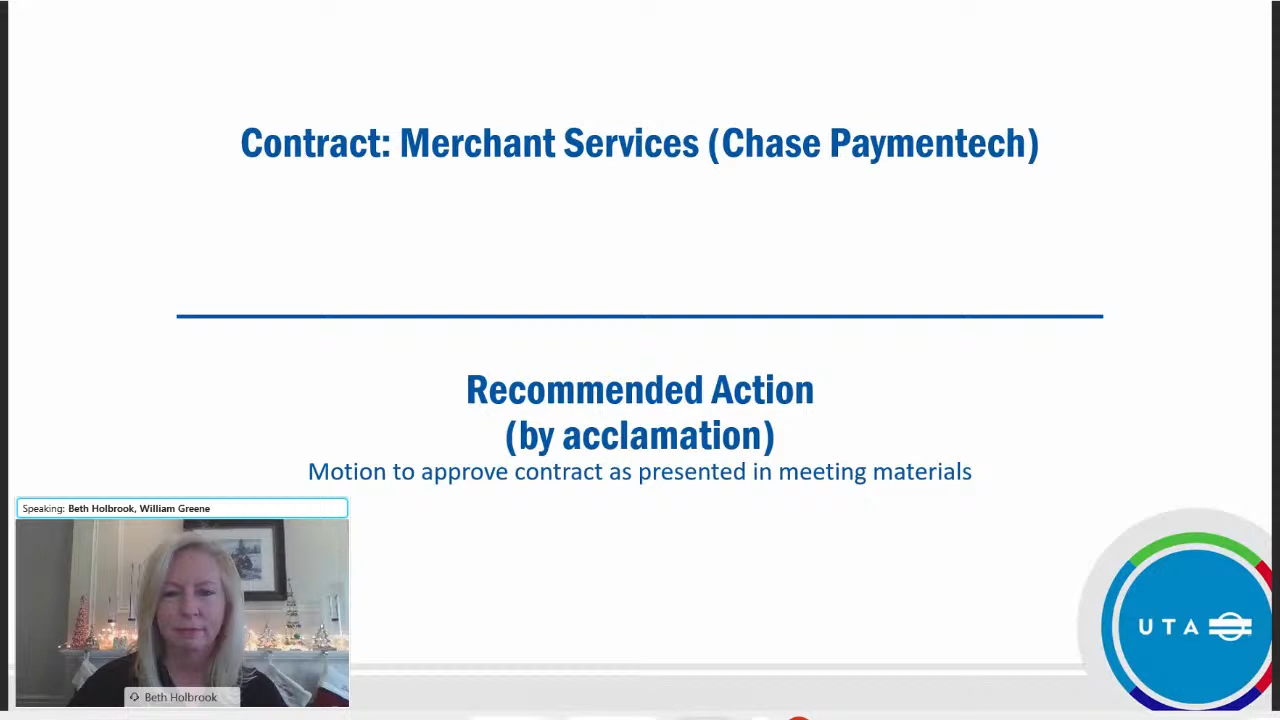 Contract: Merchant Services (Chase Paymentech)
Recommended Action
(by acclamation)
Motion to approve contract as presented in meeting materials
Speaking: Beth Holbrook, William Greene
Beth Holbrook
UTA